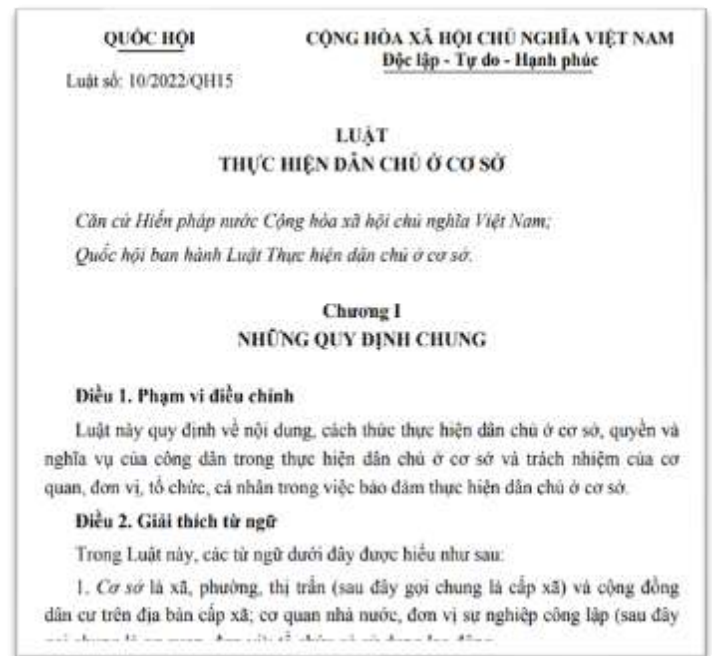 QUỐC HỘI
CỘNG HÒA XÃ HỘI CHỦ NGHĨA VIỆT NAM
Độc lập - Tự do - Hạnh phúc
Luật số: 10/2022/QH15
LUẬT
THỰC HIỆN DÂN CHỦ Ở CƠ SỞ
Căn cứ Hiến pháp nước Cộng hòa xã hội chủ nghĩa Việt Nam;
Quốc hội ban hành Luật Thực hiện dân chủ ở cơ sở.
Chương I
NHỮNG QUY ĐỊNH CHUNG
Điều 1. Phạm vi điều chỉnh
Luật này quy định về nội dung, cách thức thực hiện dân chủ ở cơ sở, quyền và
nghĩa vụ của công dân trong thực hiện dân chủ ở cơ sở và trách nhiệm của cơ
quan, đơn vị, tổ chức, cá nhân trong việc bảo đảm thực hiện dân chủ ở cơ sở.
Điều 2. Giải thích từ ngữ
Trong Luật này, các từ ngữ dưới đây được hiểu như sau:
1. Cơ sở là xã, phường, thị trấn (sau đây gọi chung là cấp xã) và cộng đồng
dân cư trên địa bàn cấp xã; cơ quan nhà nước, đơn vị sự nghiệp công lập (sau đây